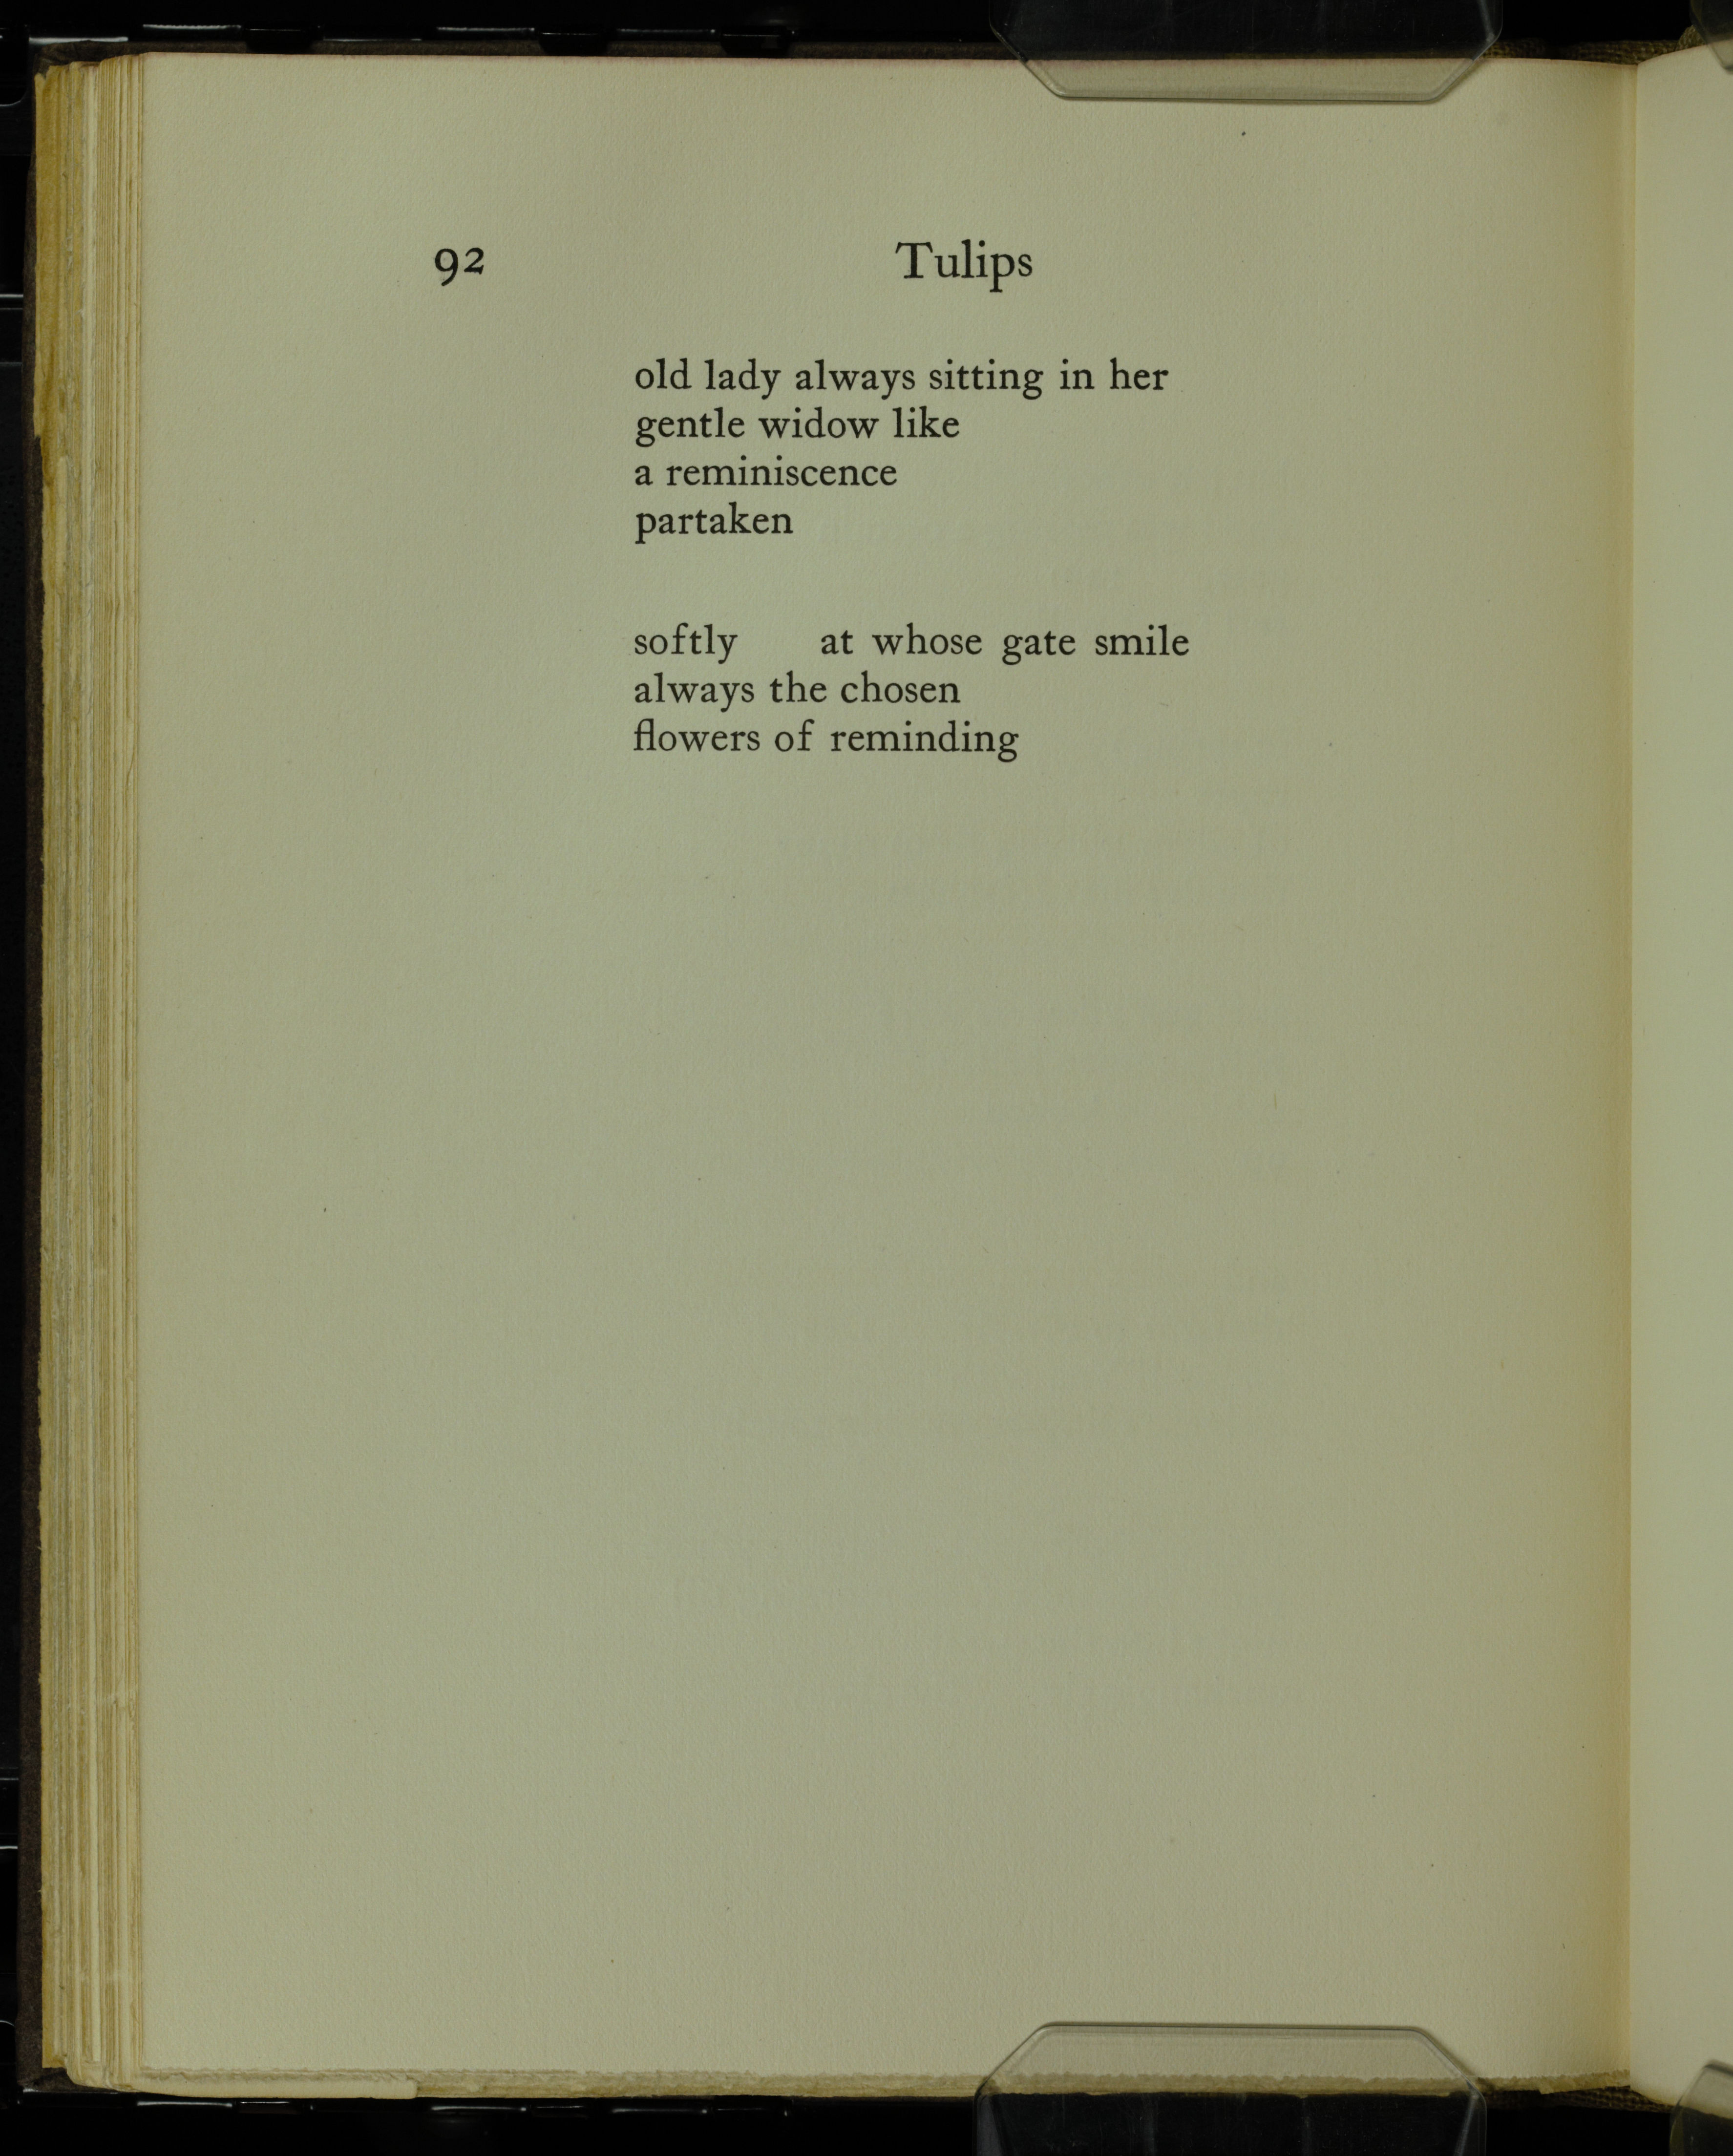 92 Tulips
old lady always sitting in her
gentle widow like
a reminiscence
partaken
softly at whose gate smile
always the chosen
flowers of reminding